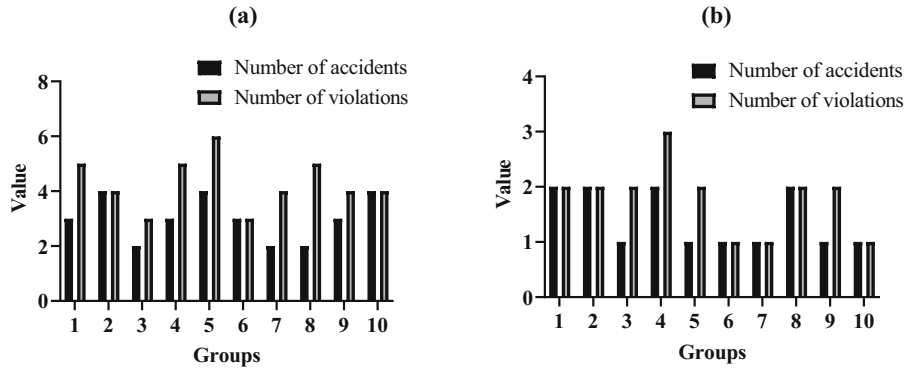 (a)
Number of accidents
Number of violations
8
6
4
2
0
Value
1 2 3 4 5 6 7 8 9 10
Groups
(b)
Number of accidents
Number of violations
4
3
2
1
0
Value
1 2 3 4 5 6 7 8 9 10
Groups